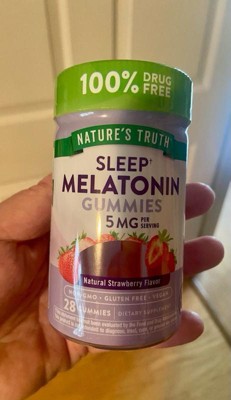 100% DRUG FREE
NATURE'S TRUTH
SLEEP*
MELATONIN
GUMMIES
5 MG PER SERVING
Natural Strawberry Flavor
NON-GMO • GLUTEN FREE • VEGAN
28 GUMMIES DIETARY SUPPLEMENT